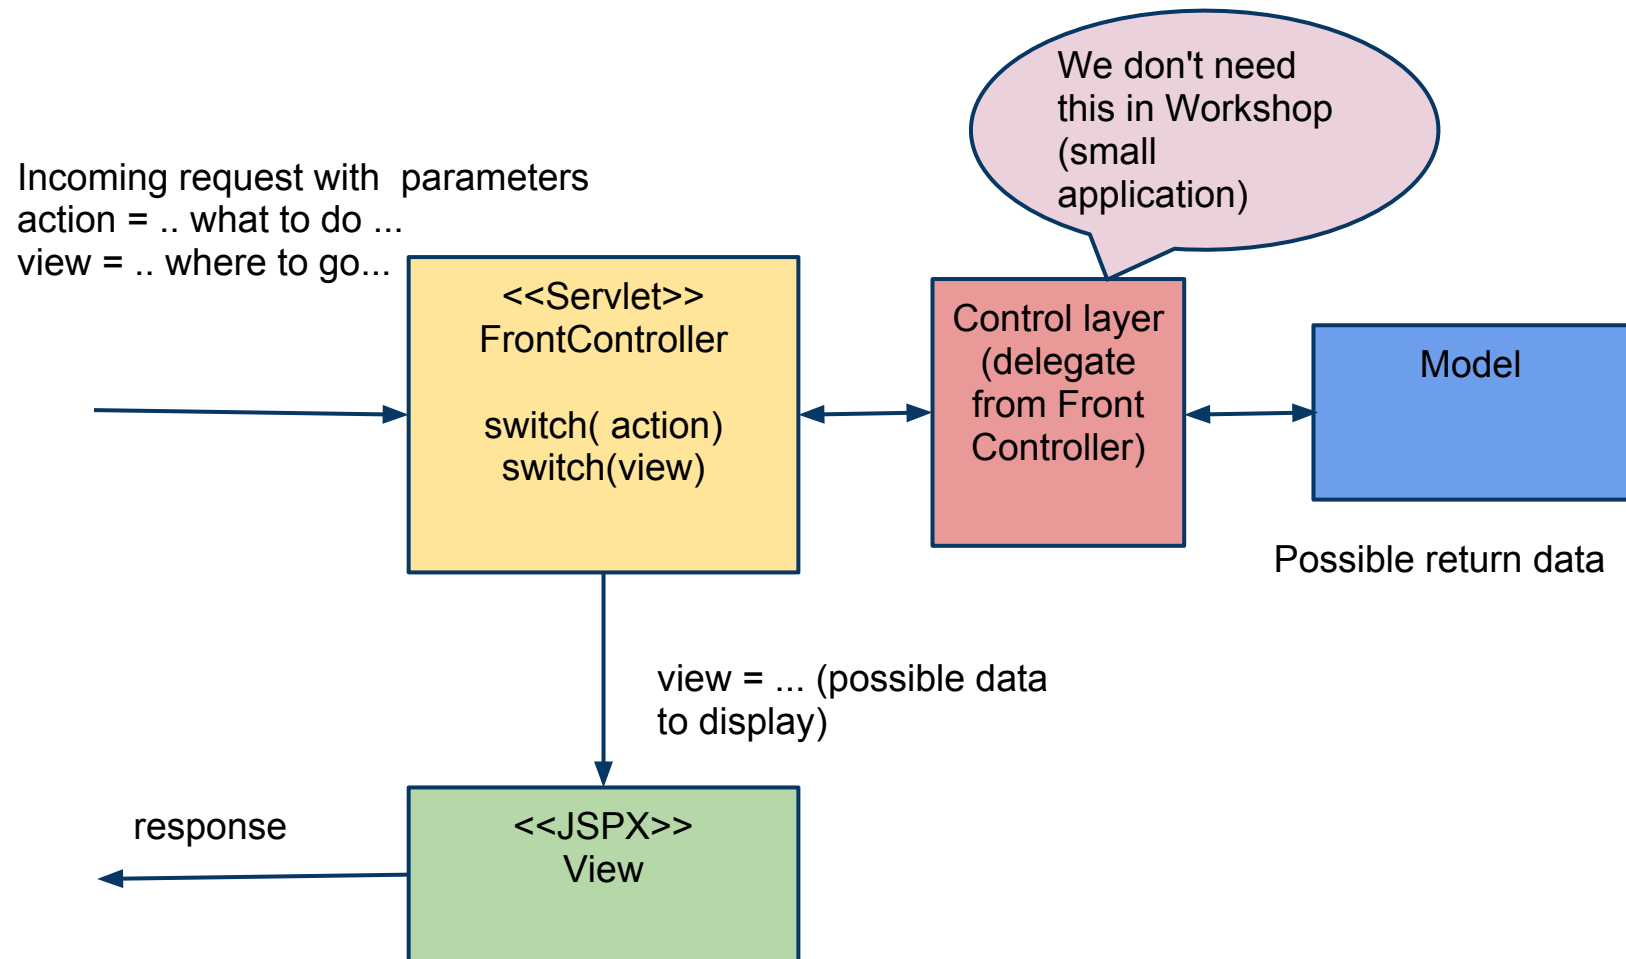 We don't need
this in Workshop
(small
application)
Incoming request with  parameters
action = .. what to do ...
view = .. where to go...
<<Servlet>>
FrontController
switch( action)
switch(view)
Control layer
(delegate
from Front
Controller)
Model
Possible return data
view = ... (possible data
to display)
response
<<JSPX>>
View